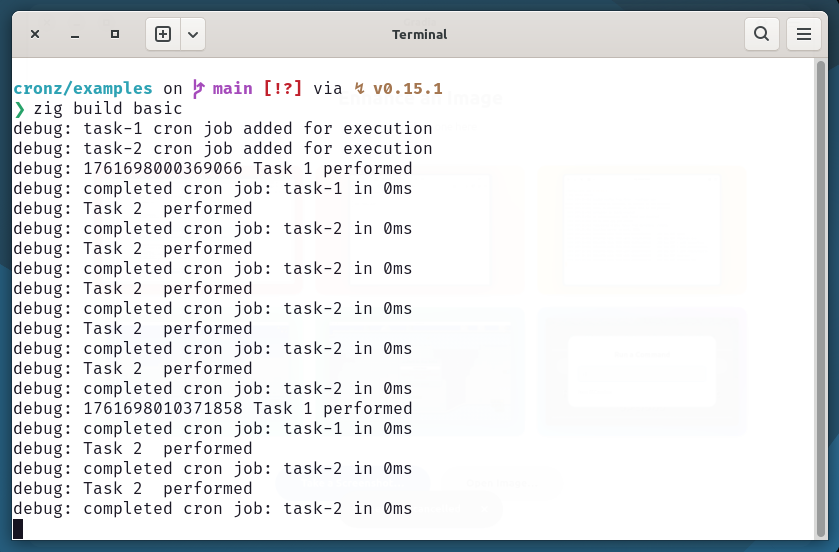 Terminal
cronz/examples on main [!?] via v0.15.1
❯ zig build basic
debug: task-1 cron job added for execution
debug: task-2 cron job added for execution
debug: 1761698000369066 Task 1 performed
debug: completed cron job: task-1 in 0ms
debug: Task 2  performed
debug: completed cron job: task-2 in 0ms
debug: Task 2  performed
debug: completed cron job: task-2 in 0ms
debug: Task 2  performed
debug: completed cron job: task-2 in 0ms
debug: Task 2  performed
debug: completed cron job: task-2 in 0ms
debug: Task 2  performed
debug: completed cron job: task-2 in 0ms
debug: 1761698010371858 Task 1 performed
debug: completed cron job: task-1 in 0ms
debug: Task 2  performed
debug: completed cron job: task-2 in 0ms
debug: Task 2  performed
debug: completed cron job: task-2 in 0ms